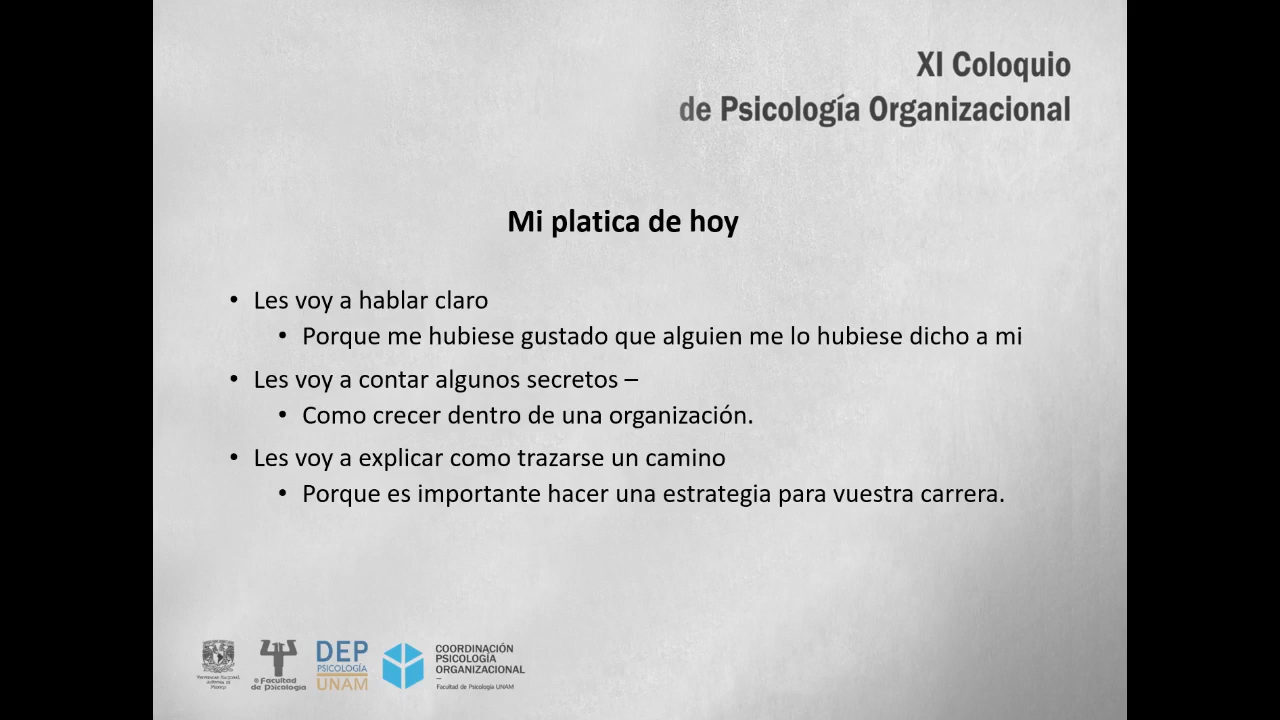 XI Coloquio
de Psicología Organizacional
Mi platica de hoy
• Les voy a hablar claro
• Porque me hubiese gustado que alguien me lo hubiese dicho a mi
• Les voy a contar algunos secretos –
• Como crecer dentro de una organización.
• Les voy a explicar como trazarse un camino
• Porque es importante hacer una estrategia para vuestra carrera.
Facultad
de Psicología
DEP
PSICOLOGÍA
UNAM
COORDINACIÓN
PSICOLOGÍA
ORGANIZACIONAL
–
Facultad de Psicología UNAM